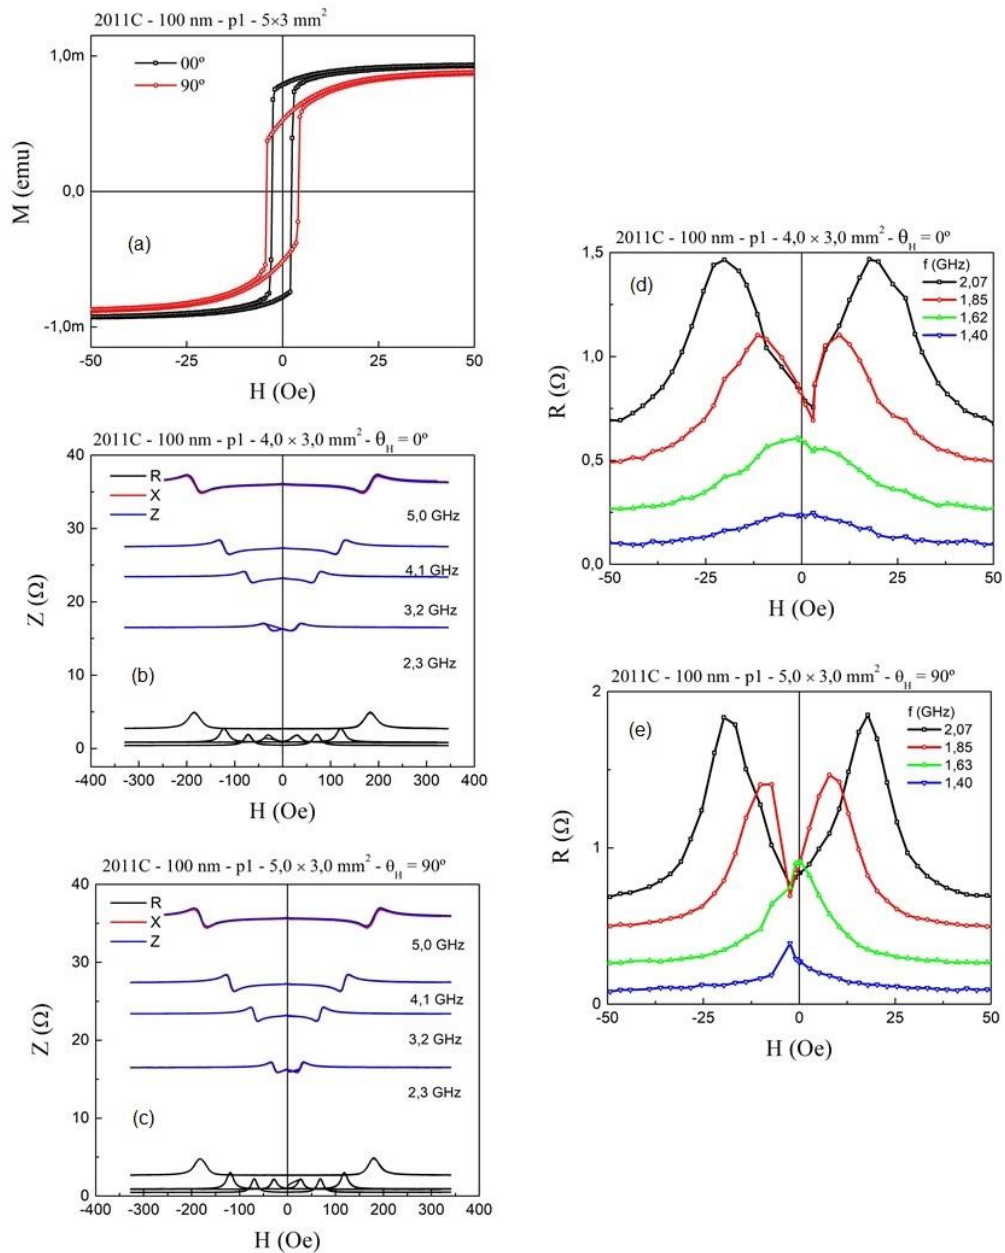 2011C - 100 nm - p1 - 5×3 mm²
1,0m
0,0
-1,0m
M (emu)
00º
90º
(a)
-50
-25
0
25
50
H (Oe)
2011C - 100 nm - p1 - 4,0 × 3,0 mm² - θH = 0º
40
30
20
10
0
Z (Ω)
R
X
Z
5,0 GHz
4,1 GHz
3,2 GHz
2,3 GHz
(b)
-400 -300 -200 -100 0 100 200 300 400
H (Oe)
2011C - 100 nm - p1 - 5,0 × 3,0 mm² - θH = 90º
40
30
20
10
0
Z (Ω)
R
X
Z
5,0 GHz
4,1 GHz
3,2 GHz
2,3 GHz
(c)
-400 -300 -200 -100 0 100 200 300 400
H (Oe)
2011C - 100 nm - p1 - 4,0 × 3,0 mm² - θH = 0º
1,5
1,0
0,5
0,0
R (Ω)
(d)
f (GHz)
2,07
1,85
1,62
1,40
-50 -25 0 25 50
H (Oe)
2011C - 100 nm - p1 - 5,0 × 3,0 mm² - θH = 90º
2
1
0
R (Ω)
(e)
f (GHz)
2,07
1,85
1,63
1,40
-50 -25 0 25 50
H (Oe)